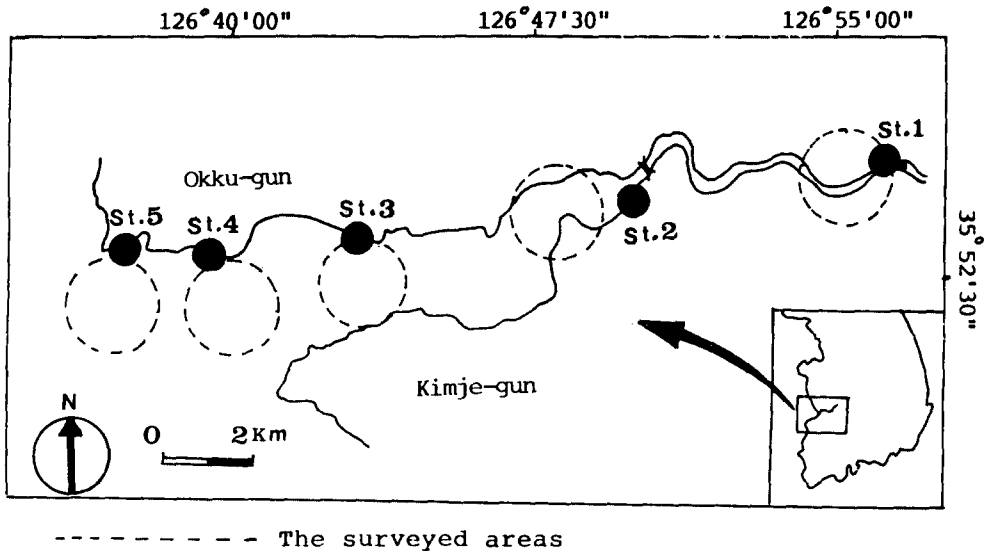 126°40'00"
126°47'30"
126°55'00"
St.1
Okku-gun
St.5
St.4
St.3
St.2
35°52'30"
Kimje-gun
N
0 2Km
The surveyed areas